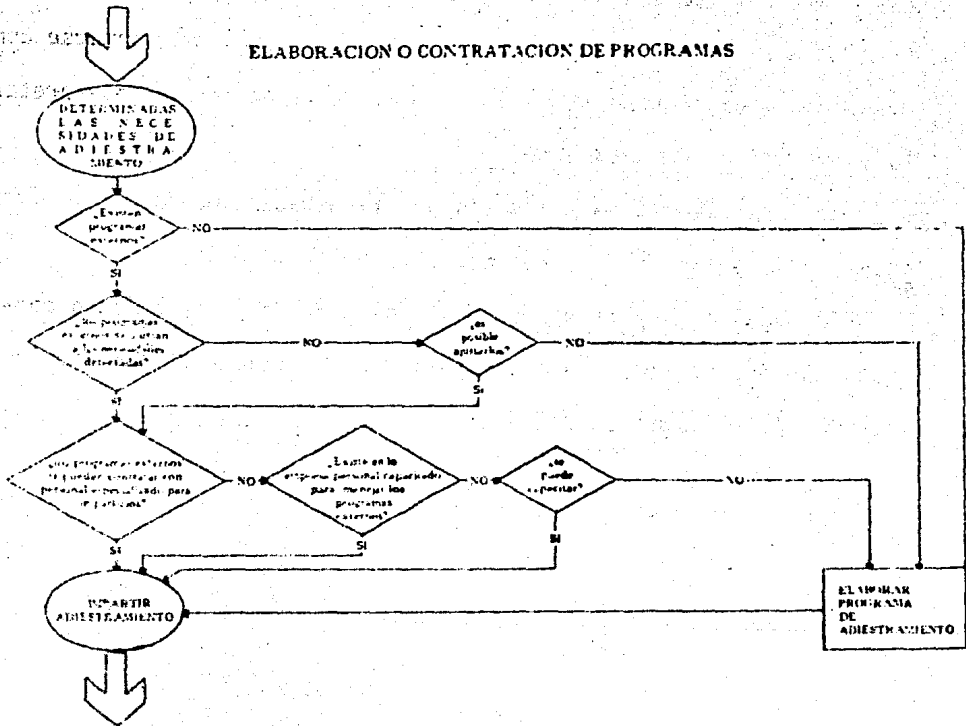 ELABORACION O CONTRATACION DE PROGRAMAS
DETERMINADAS
LAS NECE
SIDADES DE
ADIESTRA
MIENTO
¿Existen
programas
externos?
NO
SI
¿los programas
externos se
a las necesidades
detectadas?
NO
¿es
posible
ajustarlos?
NO
SI
SI
¿los programas externos
se pueden contratar con
personal especializado para
impartirlos?
NO
¿Existe en la
empresa personal capacitado
para manejar los
programas
externos?
NO
¿se
puede
capacitar?
NO
SI
SI
SI
IMPARTIR
ADIESTRAMIENTO
ELABORAR
PROGRAMA
DE
ADIESTRAMIENTO